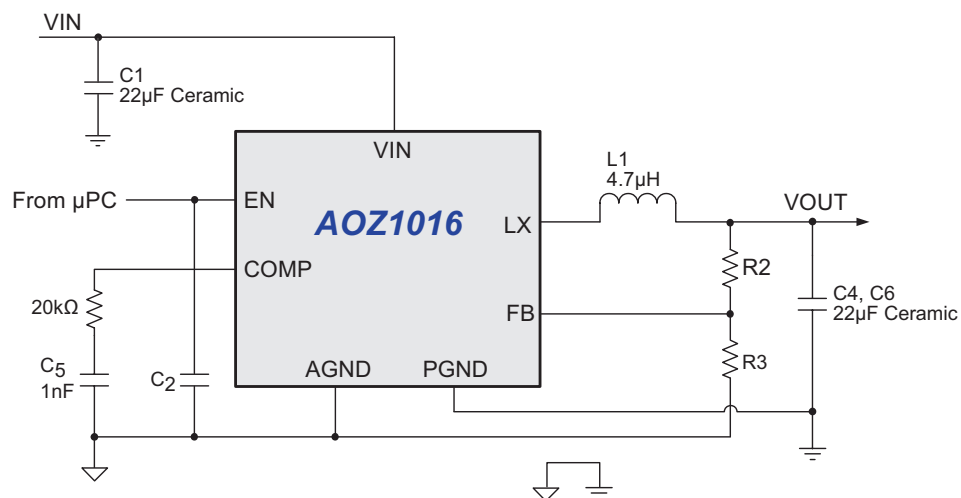 VIN
C1
22µF Ceramic
VIN
L1
4.7µH
From µPC
EN
AOZ1016
LX
VOUT
COMP
R2
20kΩ
FB
C4, C6
22µF Ceramic
C5
1nF
C2
AGND
PGND
R3